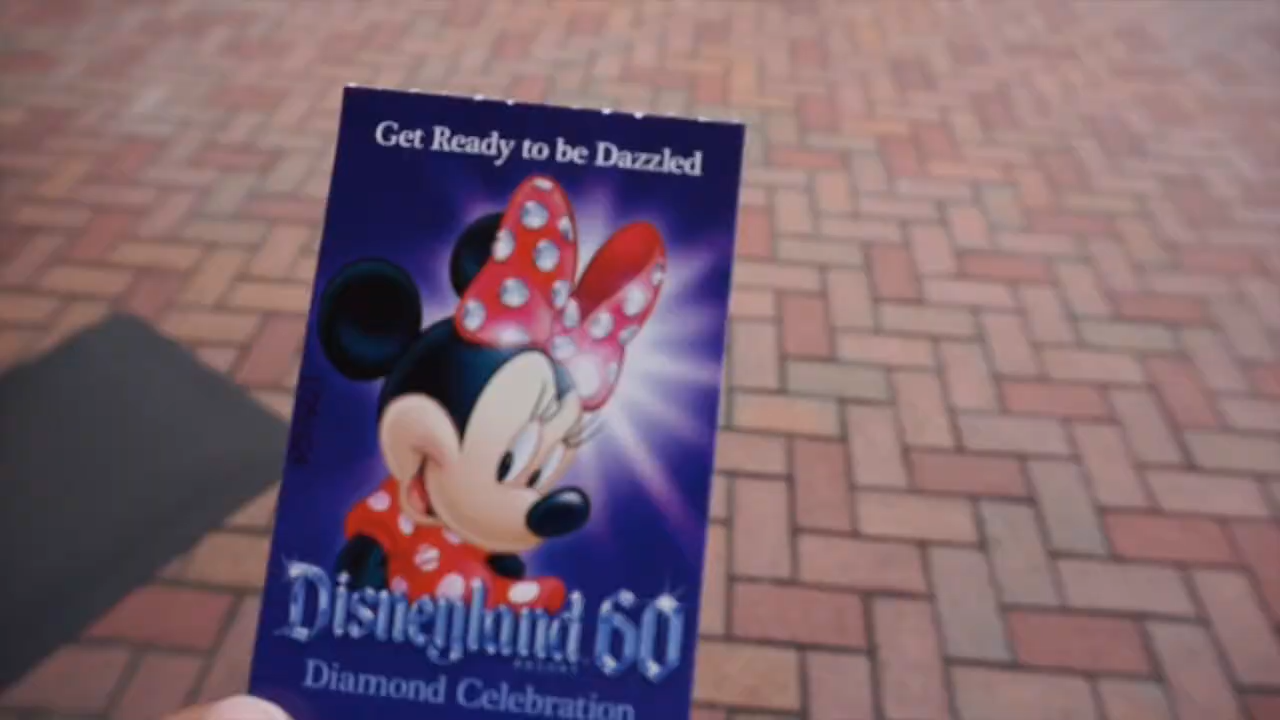 Get Ready to be Dazzled
Disneyland 60
RESORT
Diamond Celebration